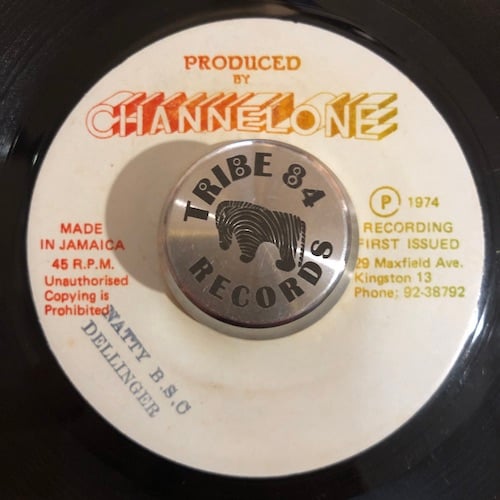 PRODUCED
BY
CHANNEL ONE
TRIBE 84
RECORDS
MADE
IN JAMAICA
45 R.P.M.
Unauthorised
Copying is
Prohibited
Ⓟ 1974
RECORDING
FIRST ISSUED
29 Maxfield Ave.
Kingston 13
Phone; 92-38792
NATTY B.S.C
DELLINGER